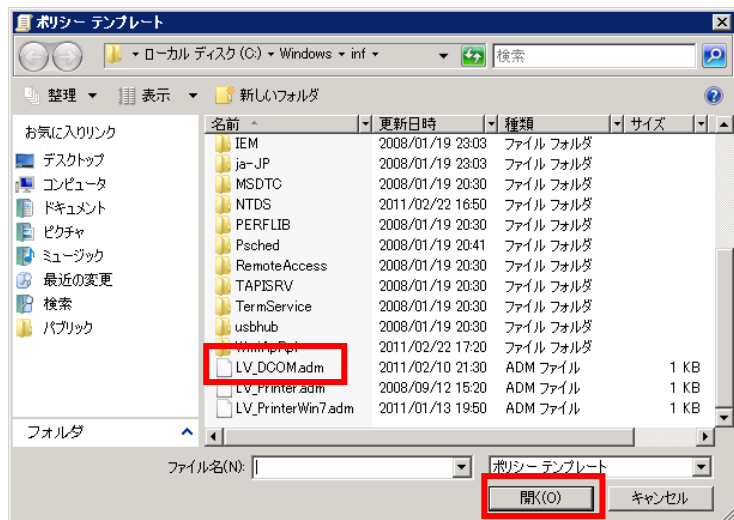 ポリシー テンプレート
ローカル ディスク (C:) Windows inf 検索
整理 表示 新しいフォルダ
お気に入りリンク
デスクトップ
コンピュータ
ドキュメント
ピクチャ
ミュージック
最近の変更
検索
パブリック
フォルダ
名前 更新日時 種類 サイズ
IEM 2008/01/19 23:03 ファイル フォルダ
ja-JP 2008/01/19 23:03 ファイル フォルダ
MSDTC 2008/01/19 20:30 ファイル フォルダ
NTDS 2011/02/22 16:50 ファイル フォルダ
PERFLIB 2008/01/19 20:30 ファイル フォルダ
Psched 2008/01/19 20:41 ファイル フォルダ
RemoteAccess 2008/01/19 20:30 ファイル フォルダ
TAPISRV 2008/01/19 20:30 ファイル フォルダ
TermService 2008/01/19 20:30 ファイル フォルダ
usbhub 2008/01/19 20:30 ファイル フォルダ
2011/02/22 17:20 ファイル フォルダ
LV_DCOM.adm 2011/02/10 21:30 ADM ファイル 1 KB
LV_Printer.adm 2008/09/12 15:20 ADM ファイル 1 KB
LV_PrinterWin7.adm 2011/01/13 19:50 ADM ファイル 1 KB
ファイル名(N): ポリシー テンプレート
開く(O) キャンセル